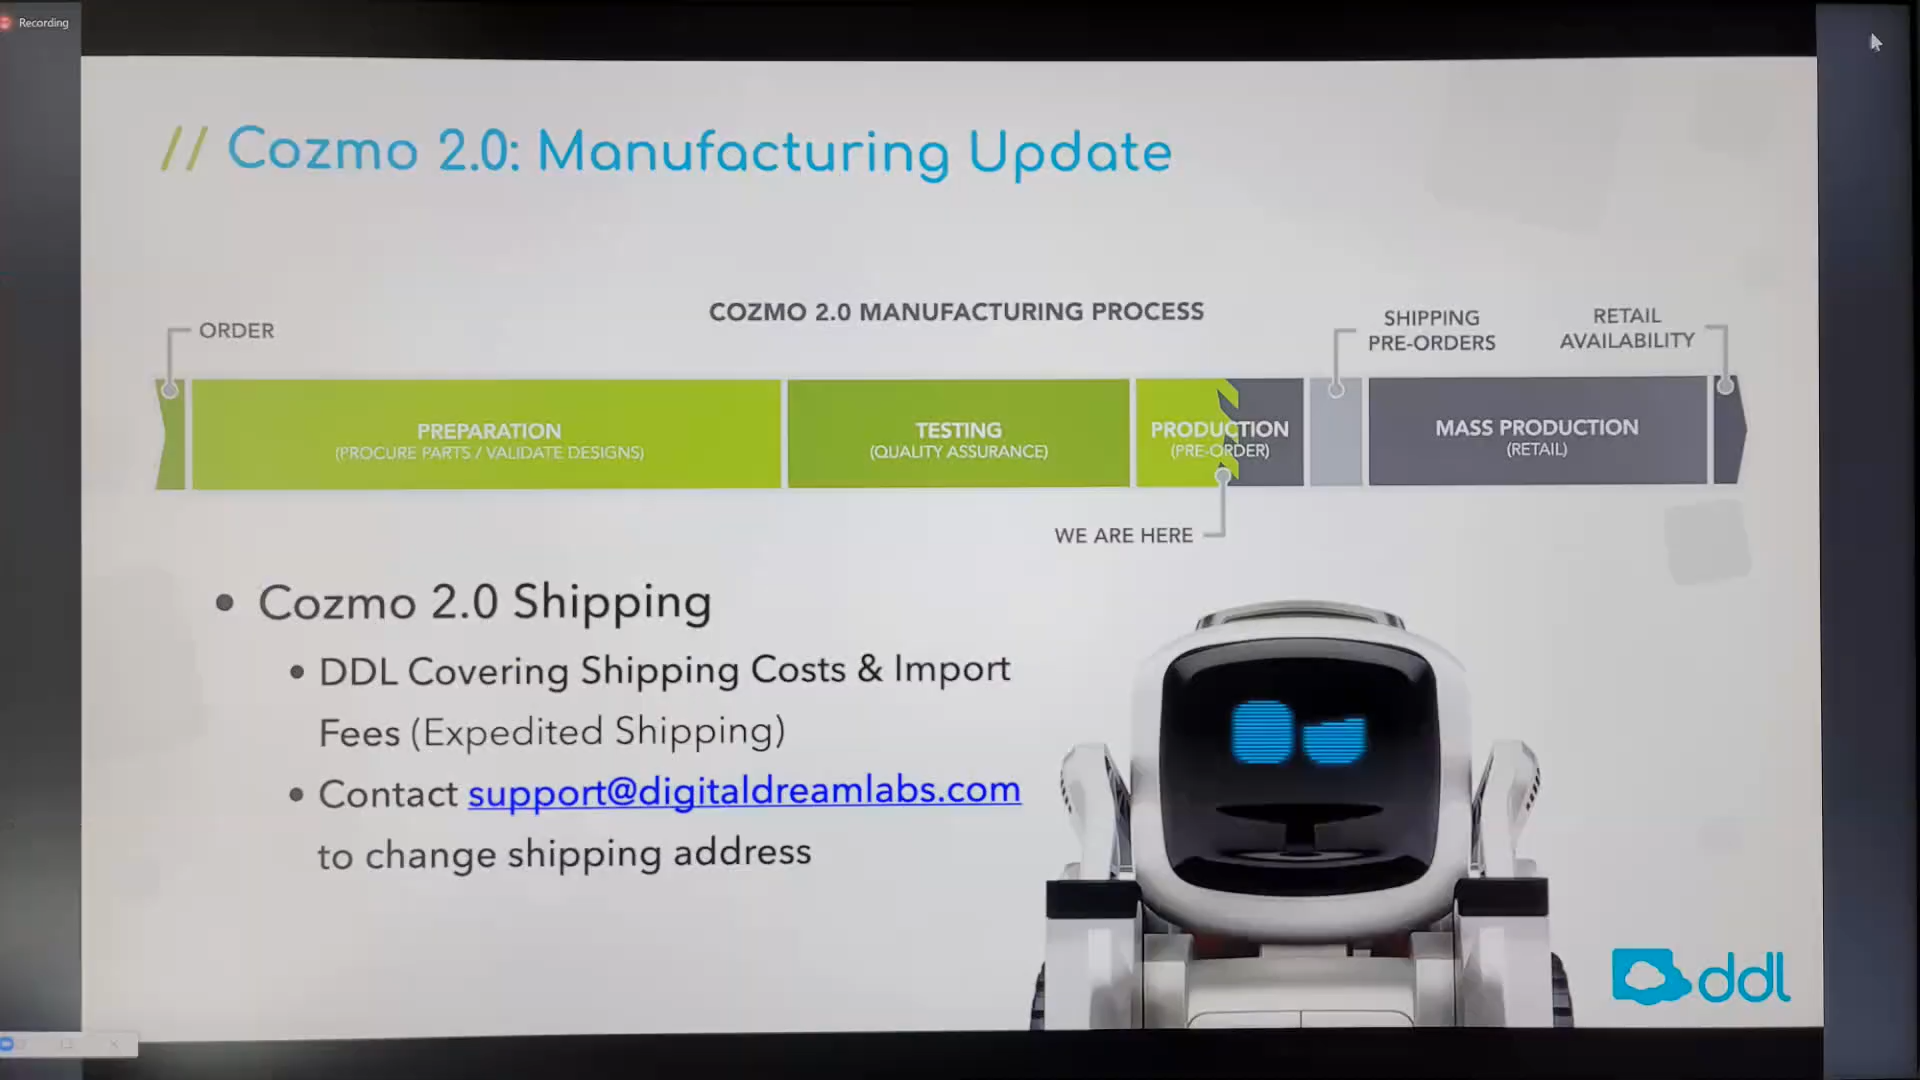 Recording
// Cozmo 2.0: Manufacturing Update
COZMO 2.0 MANUFACTURING PROCESS
ORDER
SHIPPING
PRE-ORDERS
RETAIL
AVAILABILITY
PREPARATION
(PROCURE PARTS / VALIDATE DESIGNS)
TESTING
(QUALITY ASSURANCE)
PRODUCTION
(PRE-ORDER)
MASS PRODUCTION
(RETAIL)
WE ARE HERE
• Cozmo 2.0 Shipping
• DDL Covering Shipping Costs & Import
Fees (Expedited Shipping)
• Contact support@digitaldreamlabs.com
to change shipping address
ddl